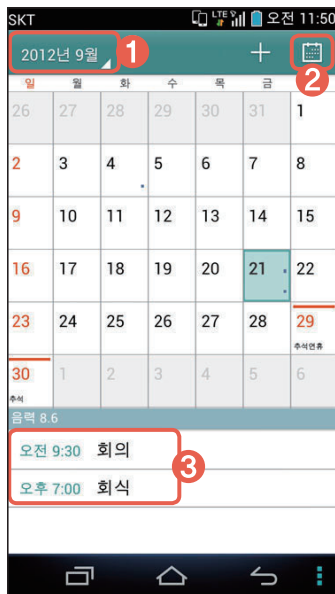 SKT LTE 오전 11:50
2012년 9월 1 2
일 월 화 수 목 금
26 27 28 29 30 31 1
2 3 4 5 6 7 8
9 10 11 12 13 14 15
16 17 18 19 20 21 22
23 24 25 26 27 28 29
추석연휴
30 1 2 3 4 5 6
추석
음력 8.6
오전 9:30 회의
3
오후 7:00 회식